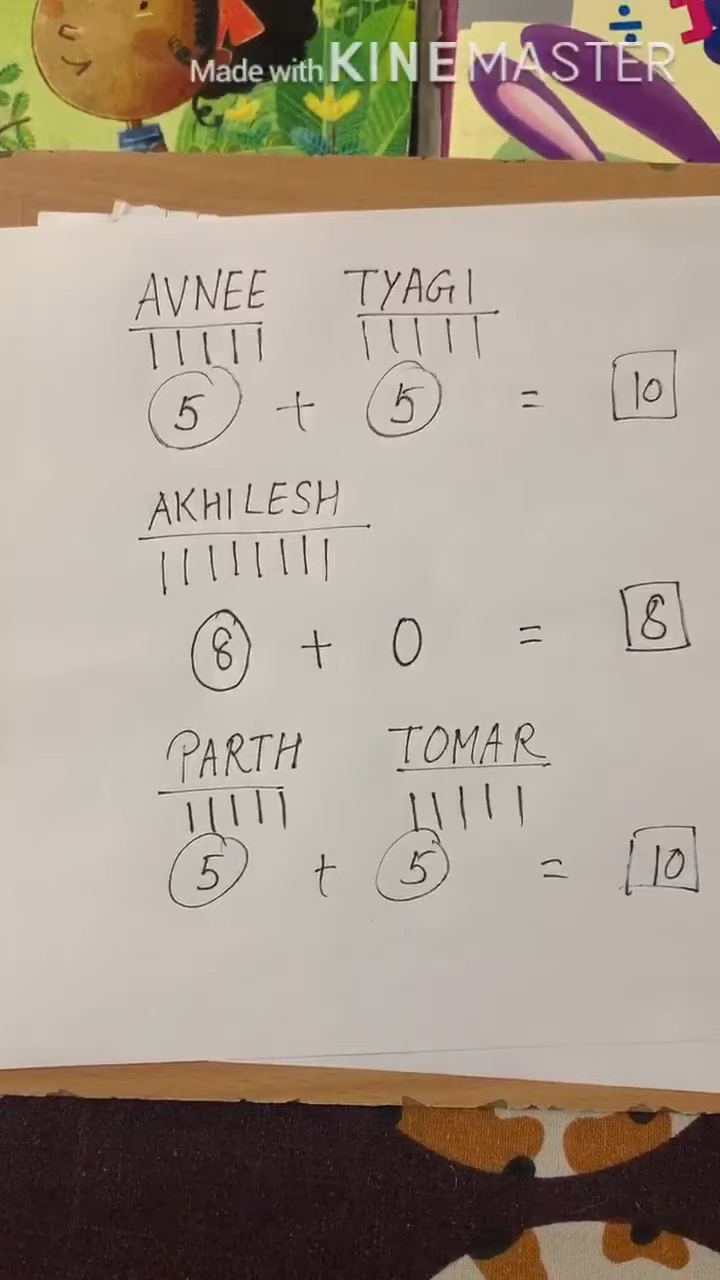 Made with KINEMASTER
÷
AVNEE TYAGI
||||| |||||
5 + 5 = 10
AKHILESH
||||||||
8 + 0 = 8
PARTH TOMAR
||||| |||||
5 + 5 = 10